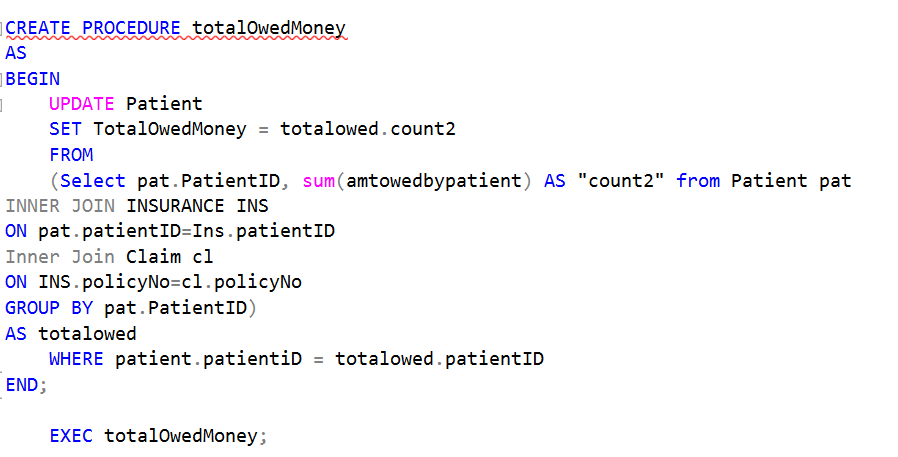 CREATE PROCEDURE totalOwedMoney
AS
BEGIN
UPDATE Patient
SET TotalOwedMoney = totalowed.count2
FROM
(Select pat.PatientID, sum(amtowedbypatient) AS "count2" from Patient pat
INNER JOIN INSURANCE INS
ON pat.patientID=Ins.patientID
Inner Join Claim cl
ON INS.policyNo=cl.policyNo
GROUP BY pat.PatientID)
AS totalowed
WHERE patient.patientiD = totalowed.patientID
END;
EXEC totalOwedMoney;